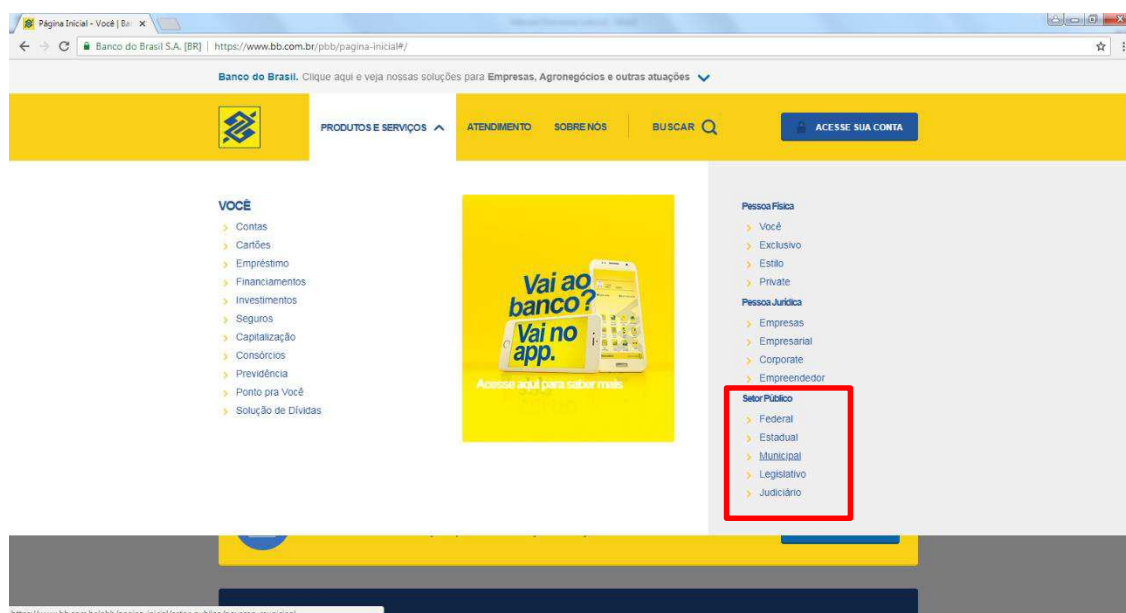 Página Inicial - Você | Ba
Banco do Brasil S.A. [BR] | https://www.bb.com.br/pbb/pagina-inicial#/
Banco do Brasil. Clique aqui e veja nossas soluções para Empresas, Agronegócios e outras atuações
PRODUTOS E SERVIÇOS ATENDIMENTO SOBRE NÓS BUSCAR ACESSE SUA CONTA
VOCÊ
Contas
Cartões
Empréstimo
Financiamentos
Investimentos
Seguros
Capitalização
Consórcios
Previdência
Ponto pra Você
Solução de Dívidas
Vai ao
banco?
Vai no
app.
Acesse aqui para saber mais
Pessoa Física
Você
Exclusivo
Estilo
Private
Pessoa Jurídica
Empresas
Empresarial
Corporate
Empreendedor
Setor Público
Federal
Estadual
Municipal
Legislativo
Judiciário